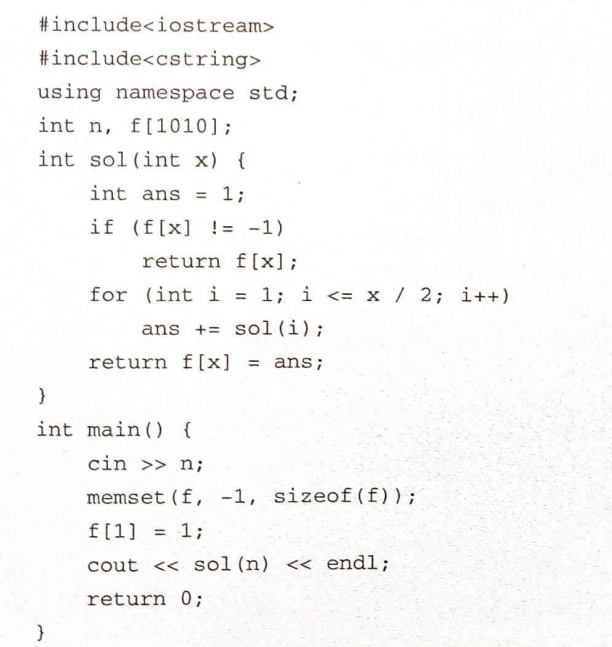 #include<iostream>
#include<cstring>
using namespace std;
int n, f[1010];
int sol(int x) {
    int ans = 1;
    if (f[x] != -1)
        return f[x];
    for (int i = 1; i <= x / 2; i++)
        ans += sol(i);
    return f[x] = ans;
}
int main() {
    cin >> n;
    memset(f, -1, sizeof(f));
    f[1] = 1;
    cout << sol(n) << endl;
    return 0;
}